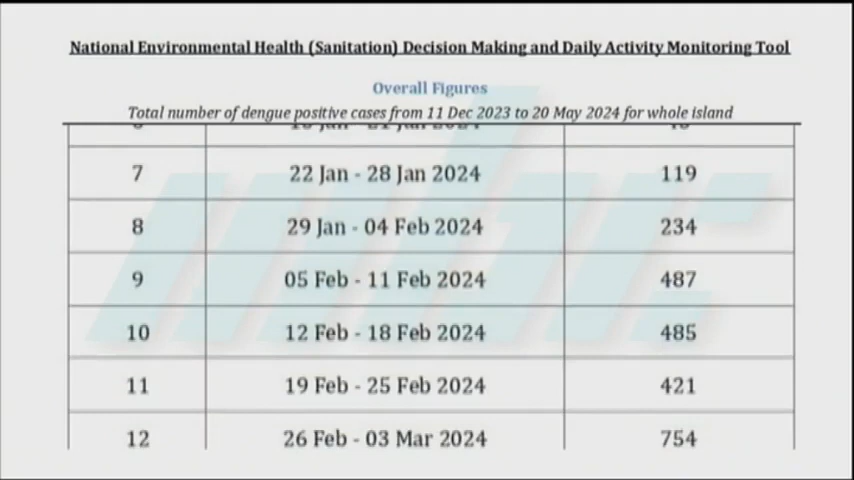 National Environmental Health (Sanitation) Decision Making and Daily Activity Monitoring Tool
Overall Figures
Total number of dengue positive cases from 11 Dec 2023 to 20 May 2024 for whole island
7 22 Jan - 28 Jan 2024 119
8 29 Jan - 04 Feb 2024 234
9 05 Feb - 11 Feb 2024 487
10 12 Feb - 18 Feb 2024 485
11 19 Feb - 25 Feb 2024 421
12 26 Feb - 03 Mar 2024 754